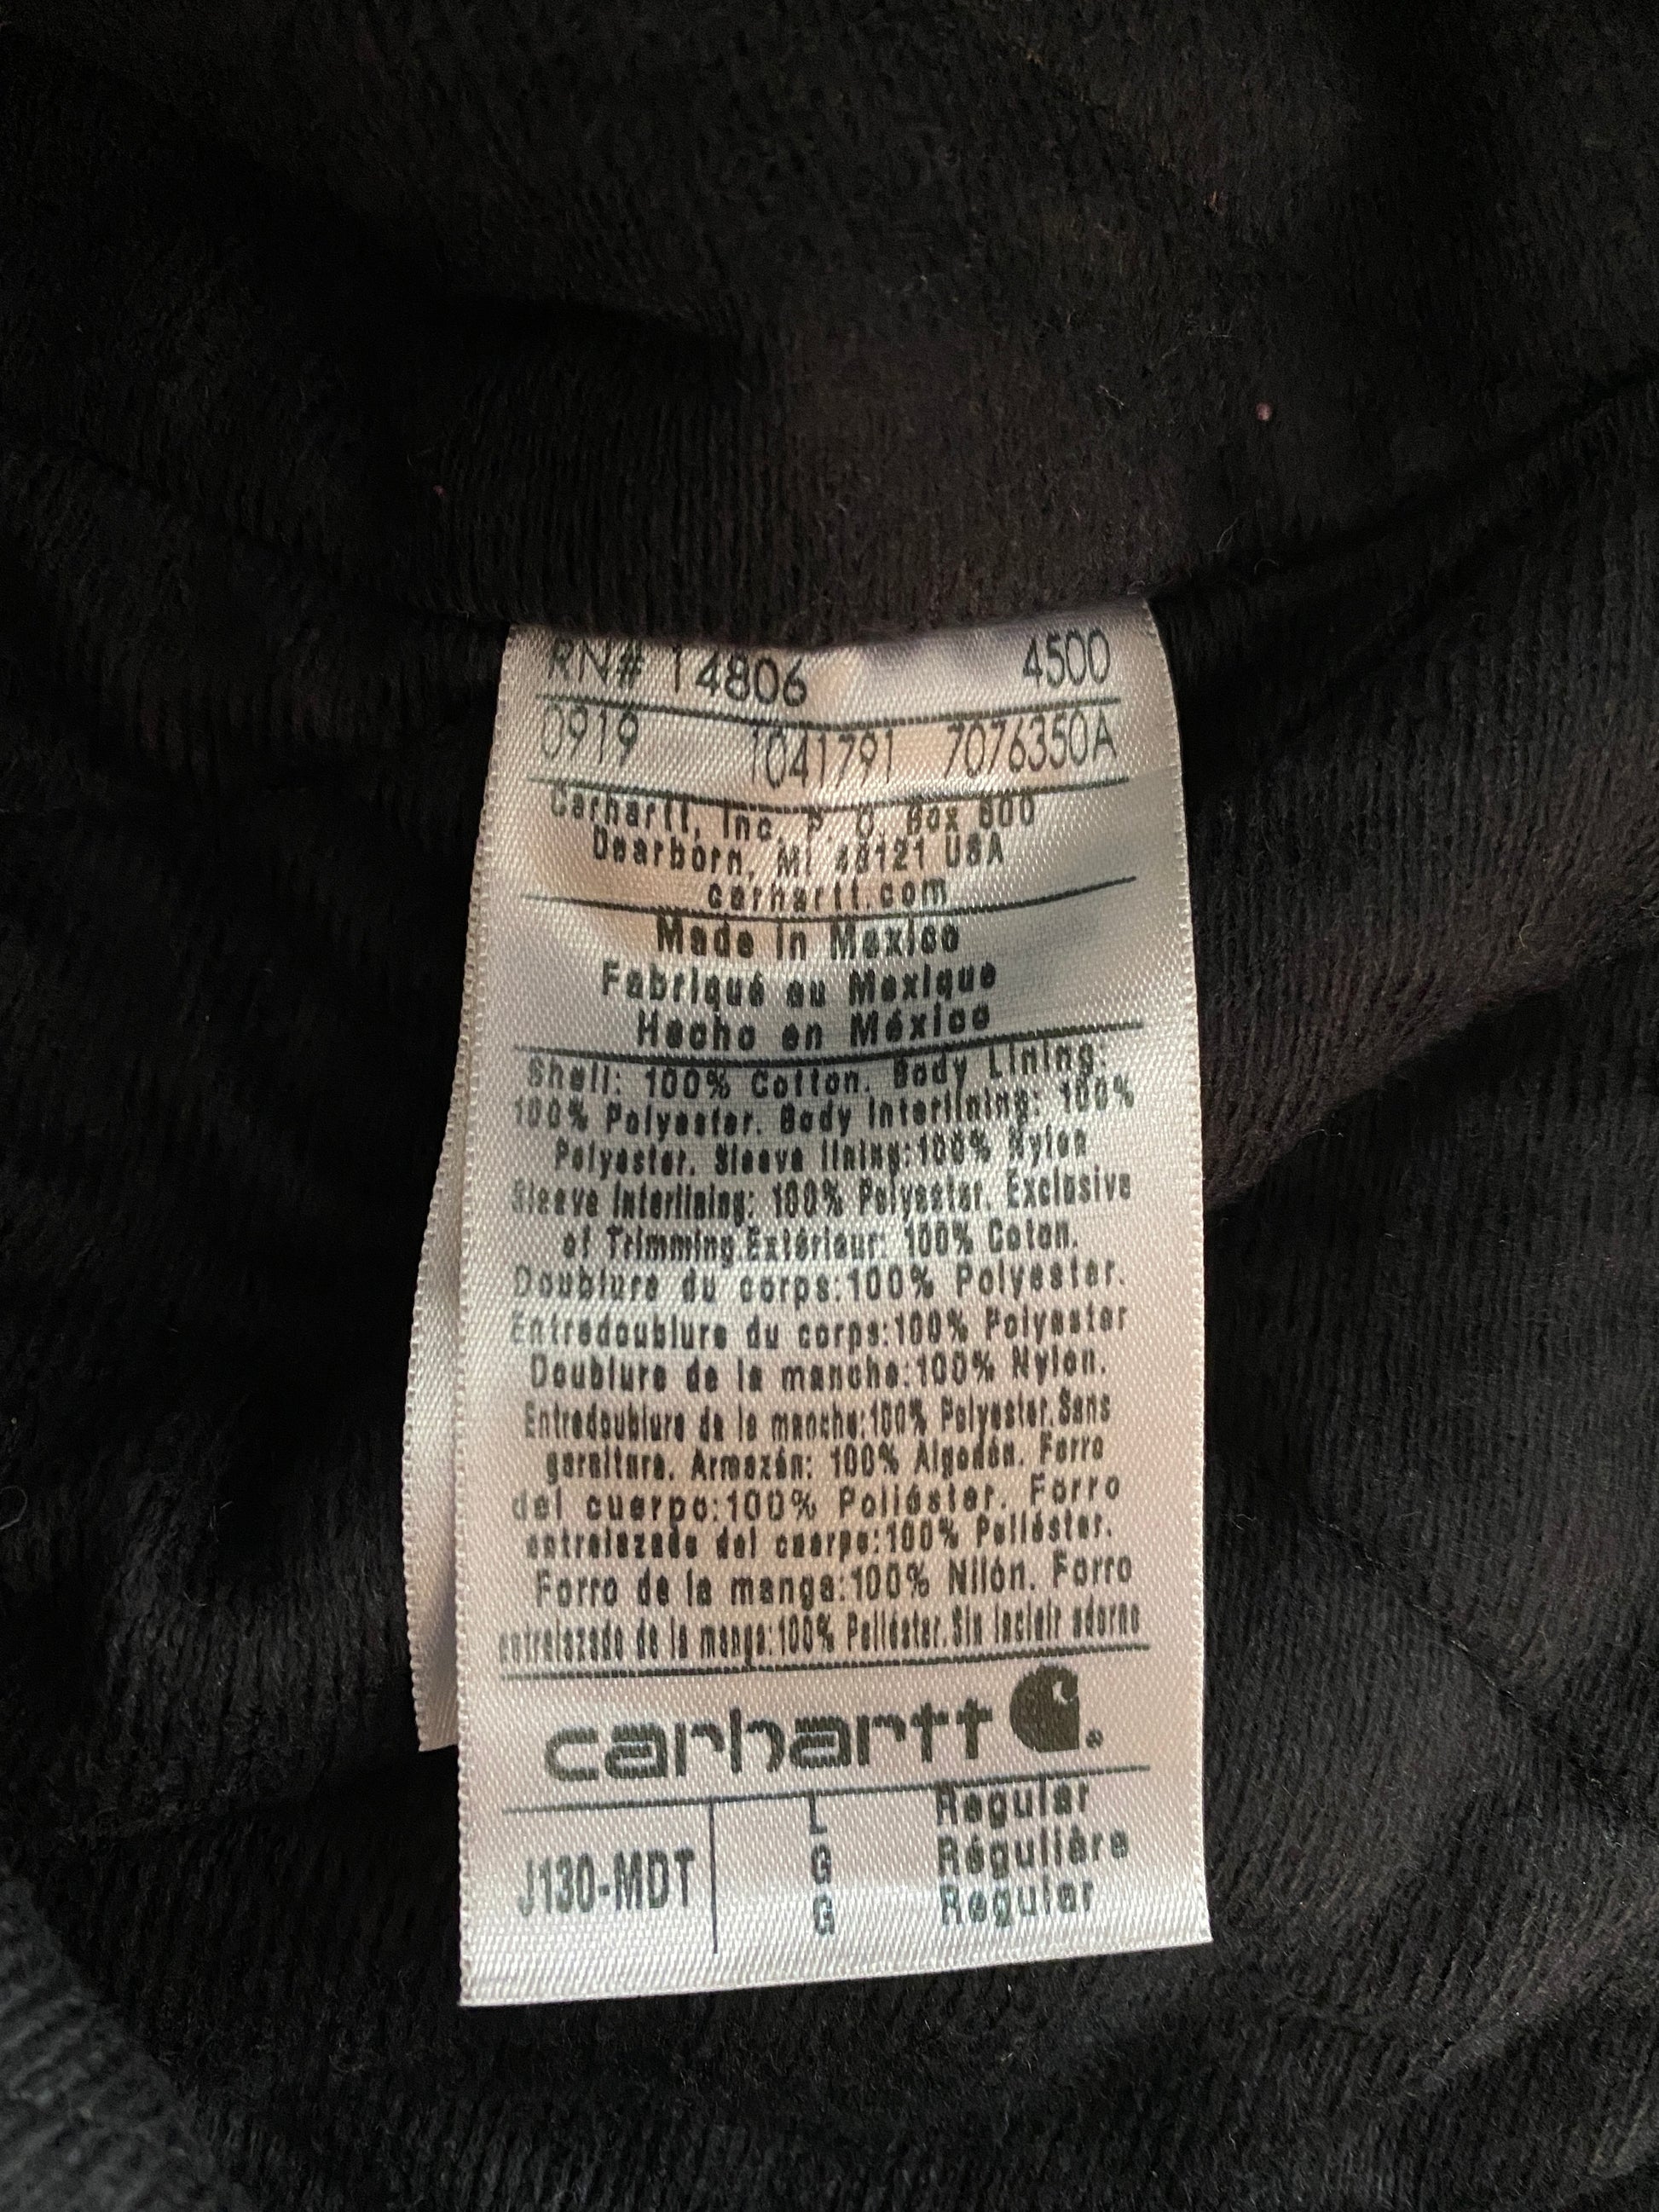 RN# 14806 4500
0919 1041791 7076350A
Carhartt, Inc. P. O. Box 600
Dearborn, MI 48121 USA
carhartt.com
Made in Mexico
Fabriqué au Mexique
Hecho en México
Shell: 100% Cotton. Body Lining:
100% Polyester. Body Interlining: 100%
Polyester. Sleeve lining:100% Nylon
Sleeve Interlining: 100% Polyester. Exclusive
of Trimming.Extérieur: 100% Coton.
Doublure du corps:100% Polyester.
Entredoublure du corps:100% Polyester
Doublure de la manche:100% Nylon.
Entredoublure de la manche:100% Polyester.Sans
garniture. Armazón: 100% Algodón. Forro
del cuerpo:100% Poliéster. Forro
entrelazado del cuerpo:100% Poliéster.
Forro de la manga:100% Nilón. Forro
entrelazado de la manga:100% Poliéster.Sin incluir adorno
carhartt
J130-MDT L Regular
G Régulière
G Regular